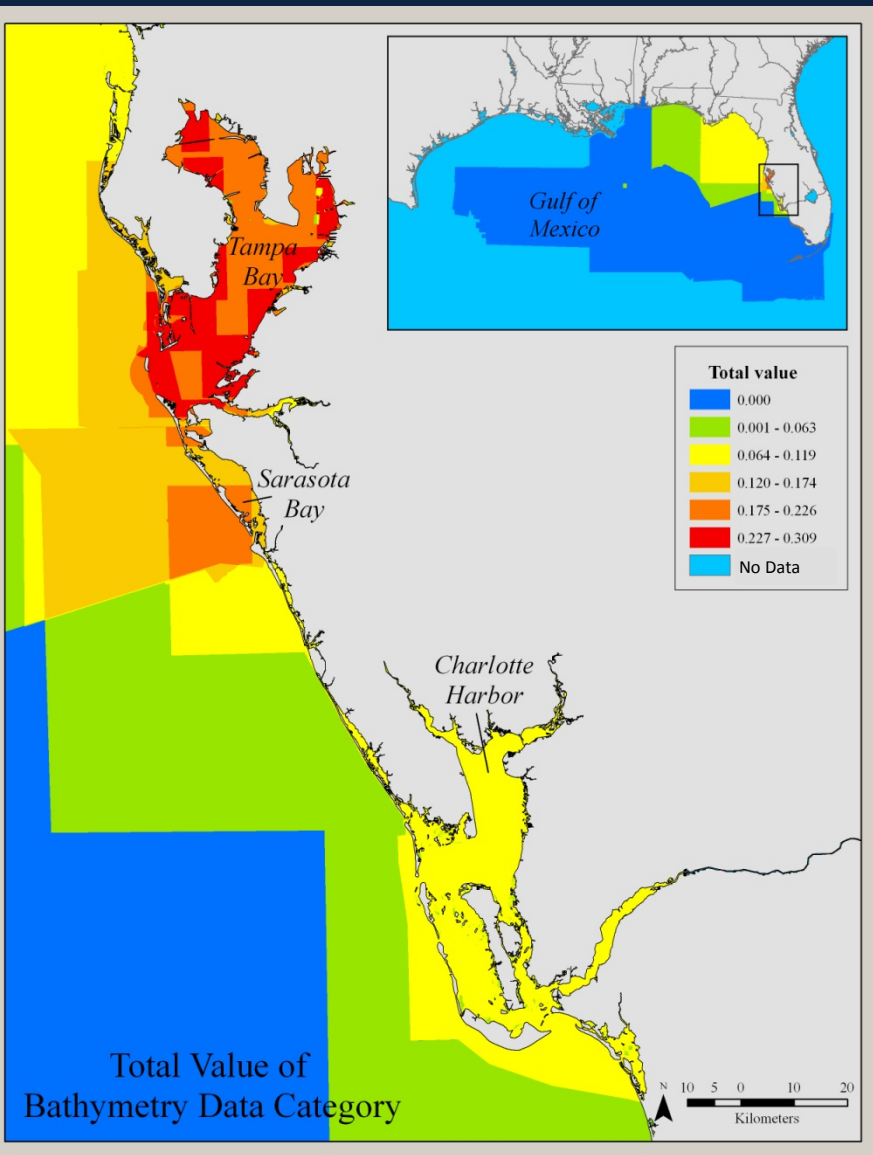 Gulf of
Mexico
Tampa
Bay
Total value
0.000
0.001 - 0.063
0.064 - 0.119
0.120 - 0.174
0.175 - 0.226
0.227 - 0.309
No Data
Sarasota
Bay
Charlotte
Harbor
Total Value of
Bathymetry Data Category
N
10 5 0 10 20
Kilometers